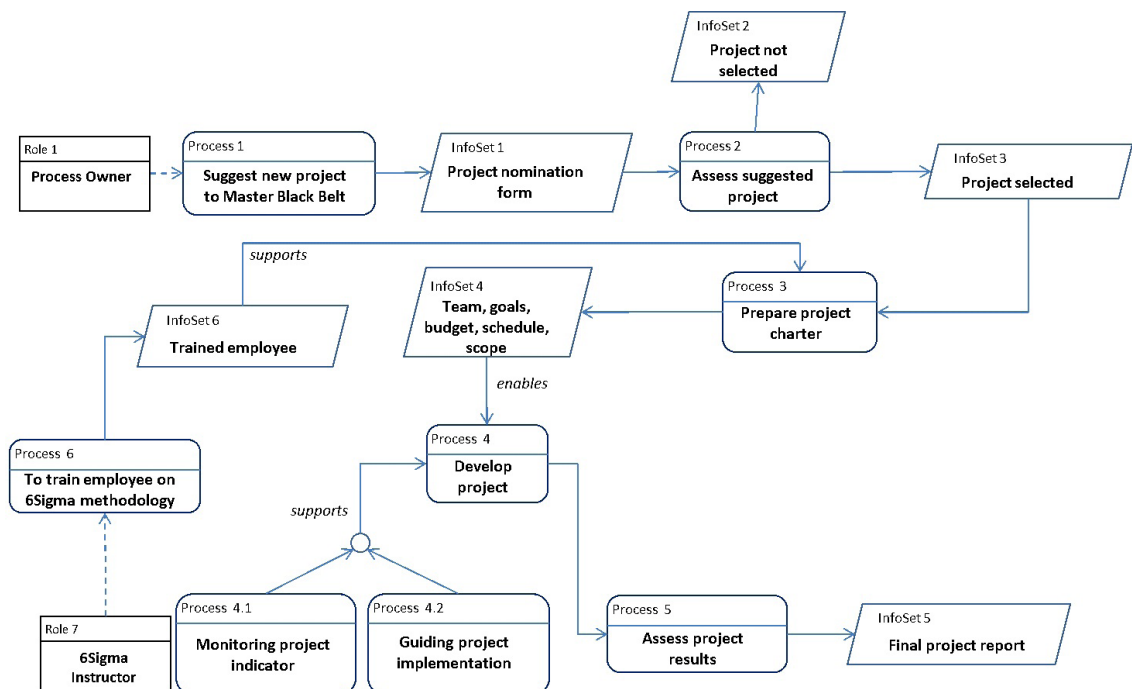 InfoSet 2
Project not
selected
Role 1
Process Owner
Process 1
Suggest new project
to Master Black Belt
InfoSet 1
Project nomination
form
Process 2
Assess suggested
project
InfoSet 3
Project selected
supports
InfoSet 4
Team, goals,
budget, schedule,
scope
Process 3
Prepare project
charter
InfoSet 6
Trained employee
enables
Process 6
To train employee on
6Sigma methodology
Process 4
Develop
project
supports
Role 7
6Sigma
Instructor
Process 4.1
Monitoring project
indicator
Process 4.2
Guiding project
implementation
Process 5
Assess project
results
InfoSet 5
Final project report